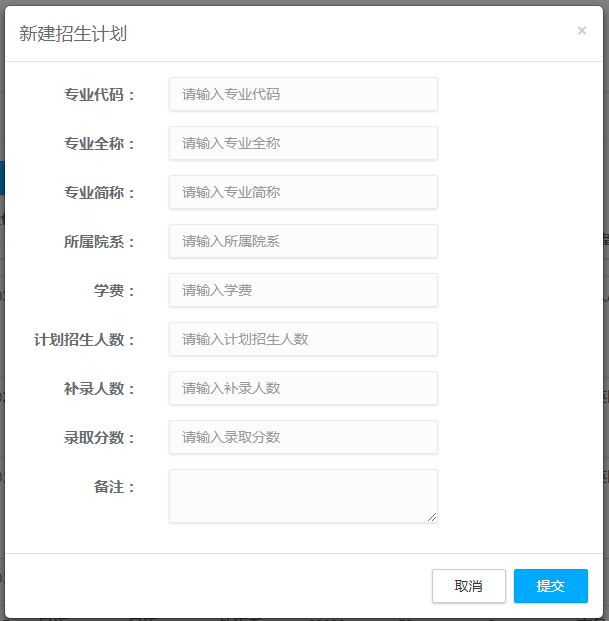 新建招生计划 ×
专业代码： 请输入专业代码
专业全称： 请输入专业全称
专业简称： 请输入专业简称
所属院系： 请输入所属院系
学费： 请输入学费
计划招生人数： 请输入计划招生人数
补录人数： 请输入补录人数
录取分数： 请输入录取分数
备注：
取消 提交